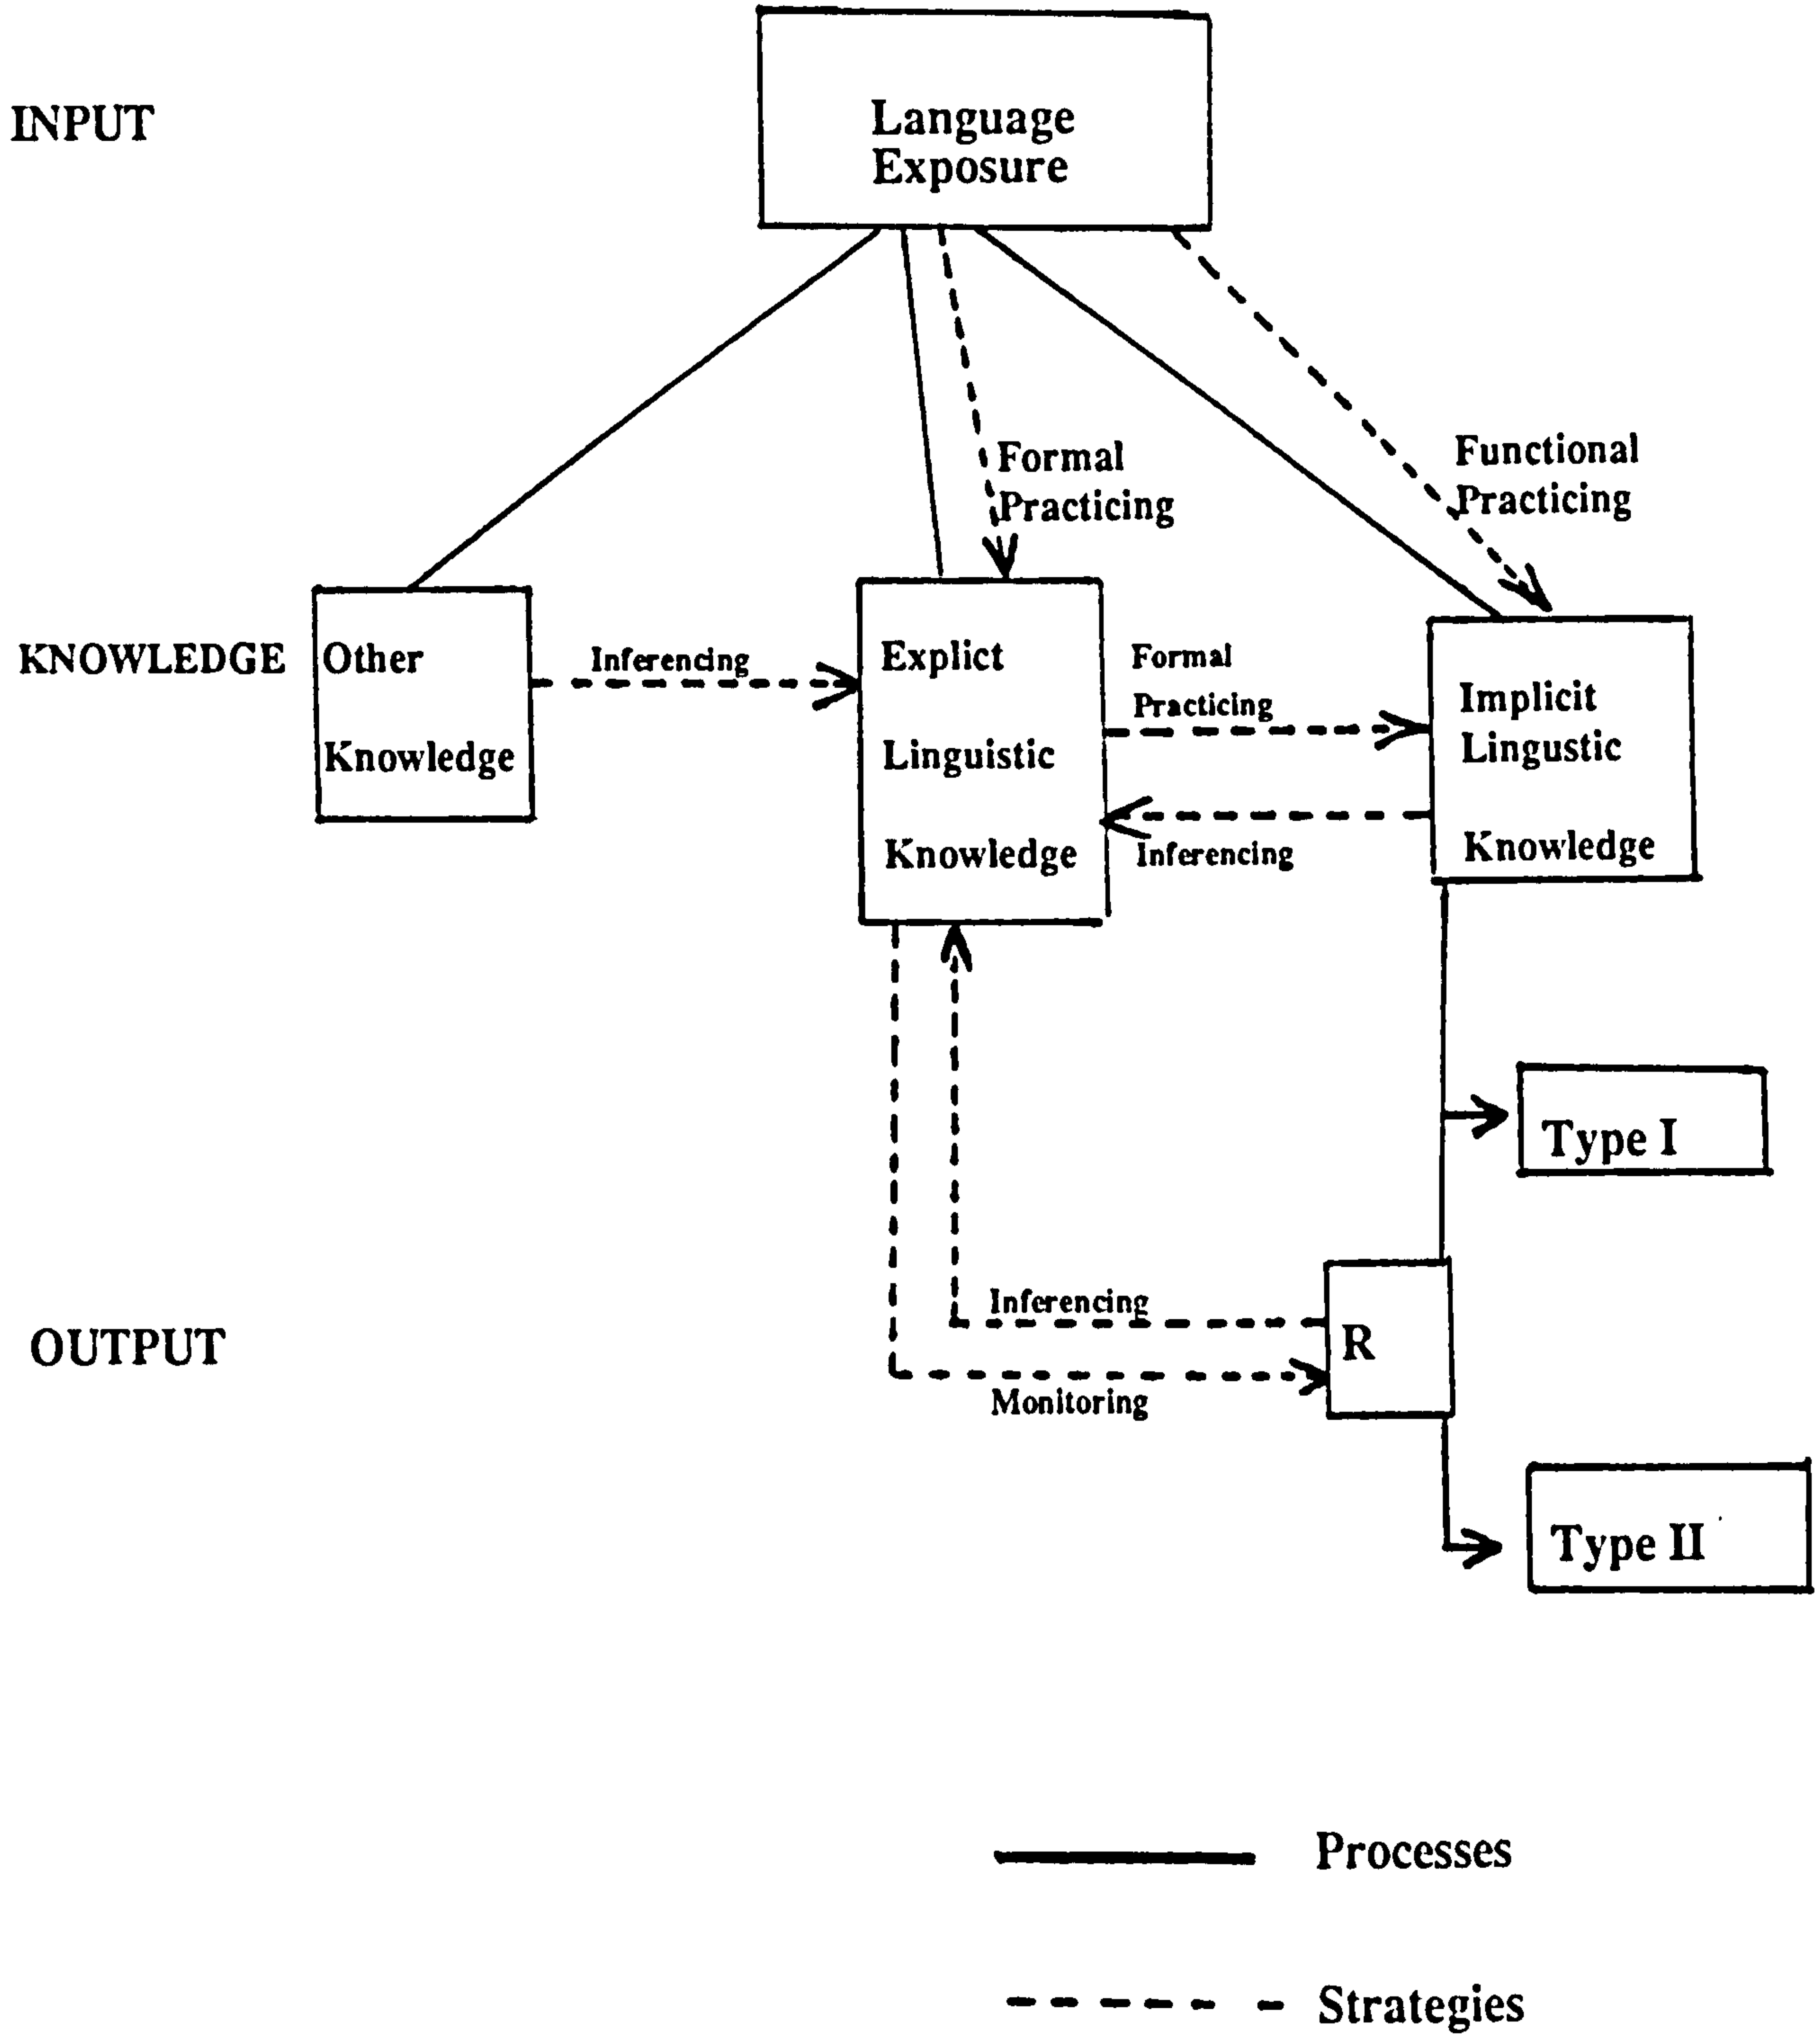 INPUT
Language
Exposure
Formal
Practicing
Functional
Practicing
KNOWLEDGE
Other
Knowledge
Inferencing
Explict
Linguistic
Knowledge
Formal
Practicing
Inferencing
Implicit
Lingustic
Knowledge
Type I
OUTPUT
Inferencing
Monitoring
R
Type II
Processes
Strategies